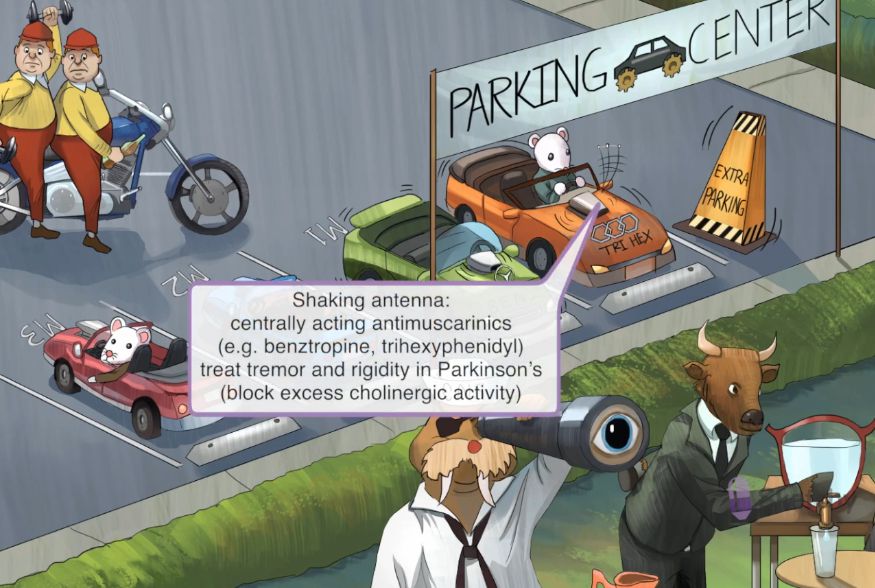 PARKING CENTER
EXTRA
PARKING
TRI HEX
M1
M2
M3
Shaking antenna:
centrally acting antimuscarinics
(e.g. benztropine, trihexyphenidyl)
treat tremor and rigidity in Parkinson's
(block excess cholinergic activity)